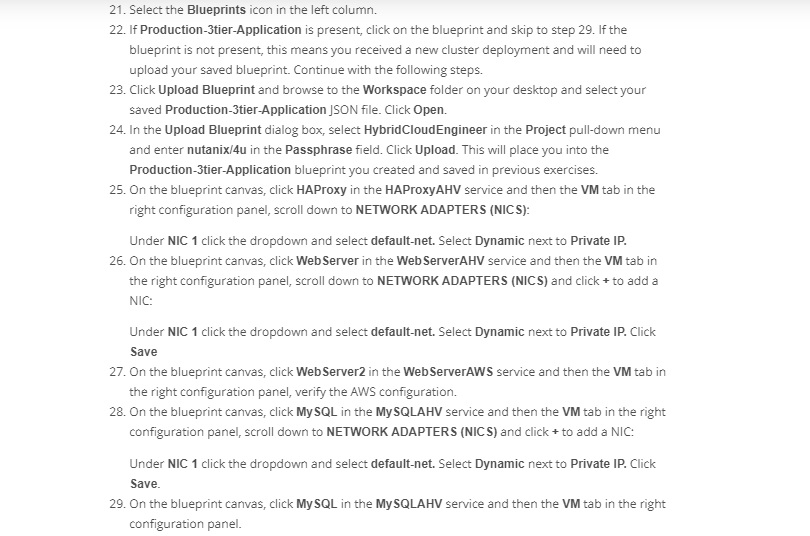 21. Select the Blueprints icon in the left column.
22. If Production-3tier-Application is present, click on the blueprint and skip to step 29. If the
blueprint is not present, this means you received a new cluster deployment and will need to
upload your saved blueprint. Continue with the following steps.
23. Click Upload Blueprint and browse to the Workspace folder on your desktop and select your
saved Production-3tier-Application JSON file. Click Open.
24. In the Upload Blueprint dialog box, select HybridCloudEngineer in the Project pull-down menu
and enter nutanix/4u in the Passphrase field. Click Upload. This will place you into the
Production-3tier-Application blueprint you created and saved in previous exercises.
25. On the blueprint canvas, click HAProxy in the HAProxyAHV service and then the VM tab in the
right configuration panel, scroll down to NETWORK ADAPTERS (NICS):
Under NIC 1 click the dropdown and select default-net. Select Dynamic next to Private IP.
26. On the blueprint canvas, click WebServer in the WebServerAHV service and then the VM tab in
the right configuration panel, scroll down to NETWORK ADAPTERS (NICS) and click + to add a
NIC:
Under NIC 1 click the dropdown and select default-net. Select Dynamic next to Private IP. Click
Save
27. On the blueprint canvas, click WebServer2 in the WebServerAWS service and then the VM tab in
the right configuration panel, verify the AWS configuration.
28. On the blueprint canvas, click MySQL in the MySQLAHV service and then the VM tab in the right
configuration panel, scroll down to NETWORK ADAPTERS (NICS) and click + to add a NIC:
Under NIC 1 click the dropdown and select default-net. Select Dynamic next to Private IP. Click
Save.
29. On the blueprint canvas, click MySQL in the MySQLAHV service and then the VM tab in the right
configuration panel.